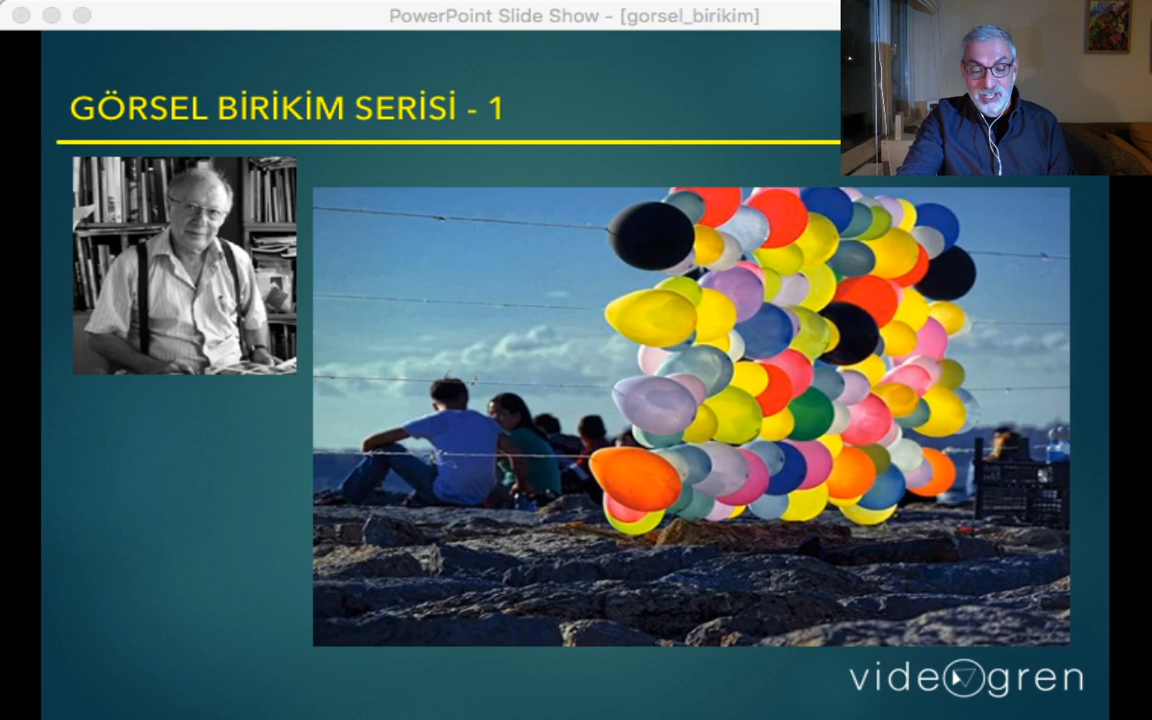 PowerPoint Slide Show - [gorsel_birikim]
GÖRSEL BİRİKİM SERİSİ - 1
videogren